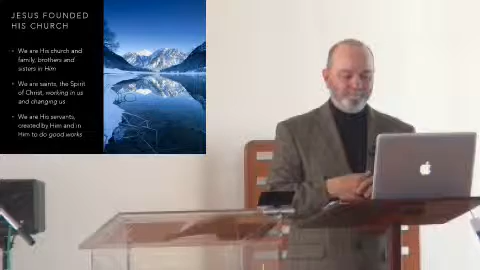 JESUS FOUNDED
HIS CHURCH
• We are His church and
family, brothers and
sisters in Him
• We are saints, the Spirit
of Christ, working in us
and changing us
• We are His servants,
created by Him and in
Him to do good works